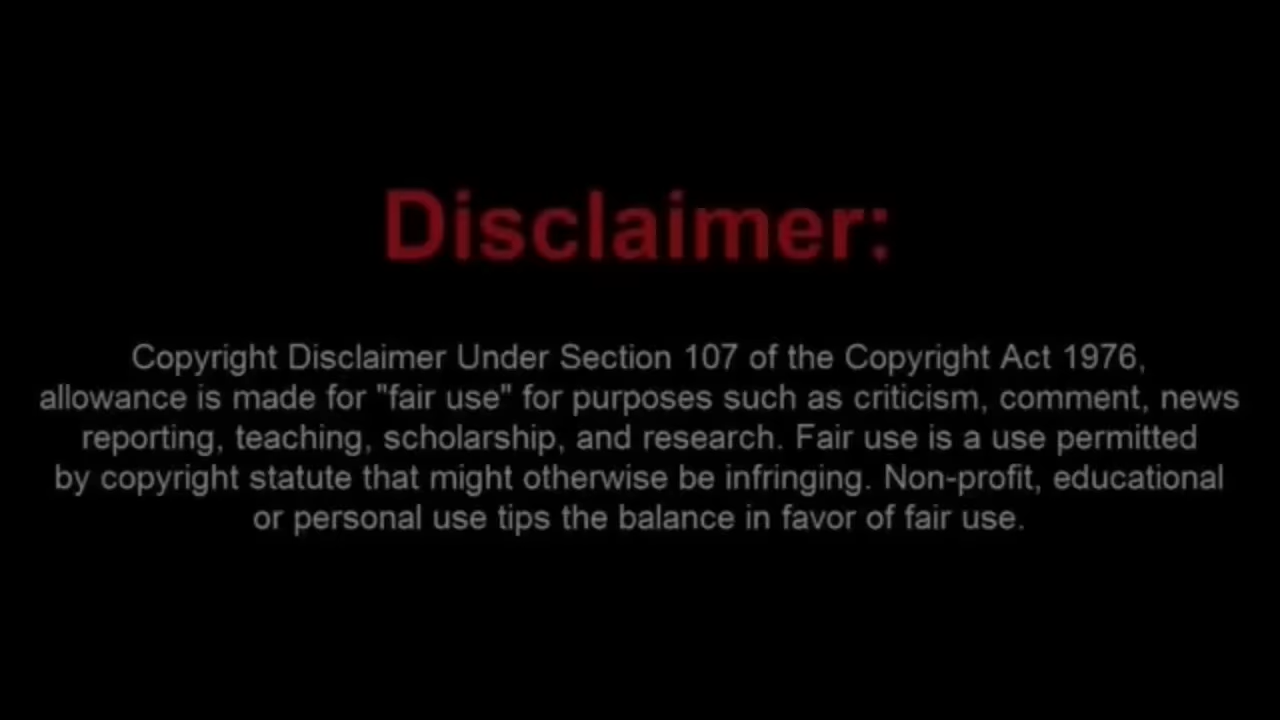 Disclaimer:
Copyright Disclaimer Under Section 107 of the Copyright Act 1976,
allowance is made for "fair use" for purposes such as criticism, comment, news
reporting, teaching, scholarship, and research. Fair use is a use permitted
by copyright statute that might otherwise be infringing. Non-profit, educational
or personal use tips the balance in favor of fair use.